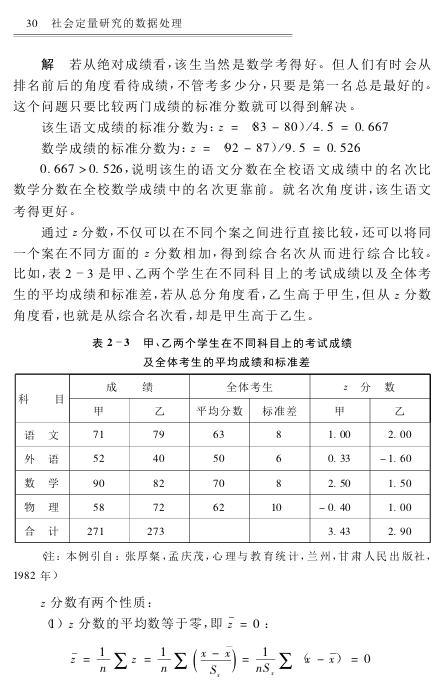 30 社会定量研究的数据处理
解 若从绝对成绩看,该生当然是数学考得好。但人们有时会从
排名前后的角度看待成绩,不管考多少分,只要是第一名总是最好的。
这个问题只要比较两门成绩的标准分数就可以得到解决。
该生语文成绩的标准分数为: z = (83 - 80)/4.5 = 0.667
数学成绩的标准分数为: z = (92 - 87)/9.5 = 0.526
0.667 > 0.526,说明该生的语文分数在全校语文成绩中的名次比
数学分数在全校数学成绩中的名次更靠前。就名次角度讲,该生语文
考得更好。
通过 z 分数,不仅可以在不同个案之间进行直接比较,还可以将同
一个案在不同方面的 z 分数相加,得到综合名次从而进行综合比较。
比如,表 2-3 是甲、乙两个学生在不同科目上的考试成绩以及全体考
生的平均成绩和标准差,若从总分角度看,乙生高于甲生,但从 z 分数
角度看,也就是从综合名次看,却是甲生高于乙生。
表 2-3 甲、乙两个学生在不同科目上的考试成绩
及全体考生的平均成绩和标准差
科 目 成 绩 全体考生 z 分 数
甲 乙 平均分数 标准差 甲 乙
语 文 71 79 63 8 1.00 2.00
外 语 52 40 50 6 0.33 -1.60
数 学 90 82 70 8 2.50 1.50
物 理 58 72 62 10 -0.40 1.00
合 计 271 273 3.43 2.90
(注:本例引自:张厚粲,孟庆茂,心理与教育统计,兰州,甘肃人民出版社,
1982 年)
z 分数有两个性质:
(1) z 分数的平均数等于零,即 z̄ = 0 :
z̄ = 1/n ∑ z = 1/n ∑ ( (x - x̄)/Sₓ ) = 1/(nSₓ) ∑ (x - x̄) = 0